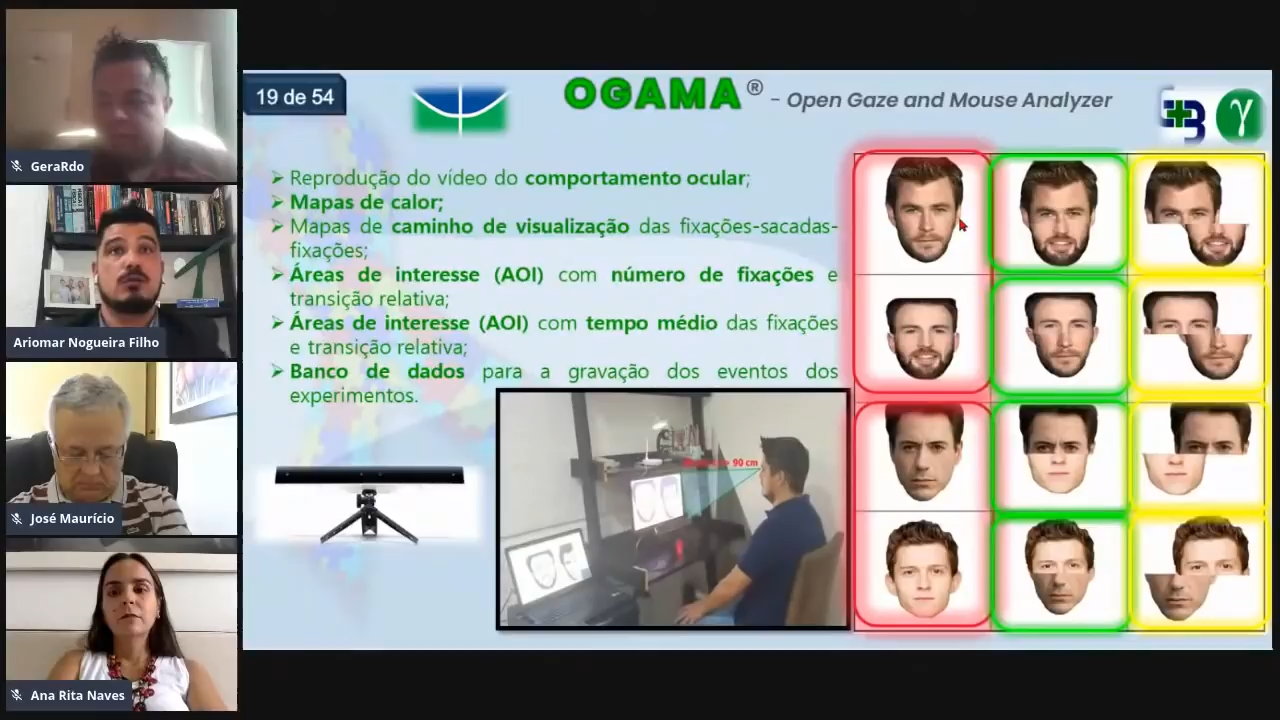 GeraRdo
Ariomar Nogueira Filho
José Maurício
Ana Rita Naves
19 de 54
OGAMA® - Open Gaze and Mouse Analyzer
B γ
➢ Reprodução do vídeo do comportamento ocular;
➢ Mapas de calor;
➢ Mapas de caminho de visualização das fixações-sacadas-
fixações;
➢ Áreas de interesse (AOI) com número de fixações e
transição relativa;
➢ Áreas de interesse (AOI) com tempo médio das fixações
e transição relativa;
➢ Banco de dados para a gravação dos eventos dos
experimentos.
90 cm